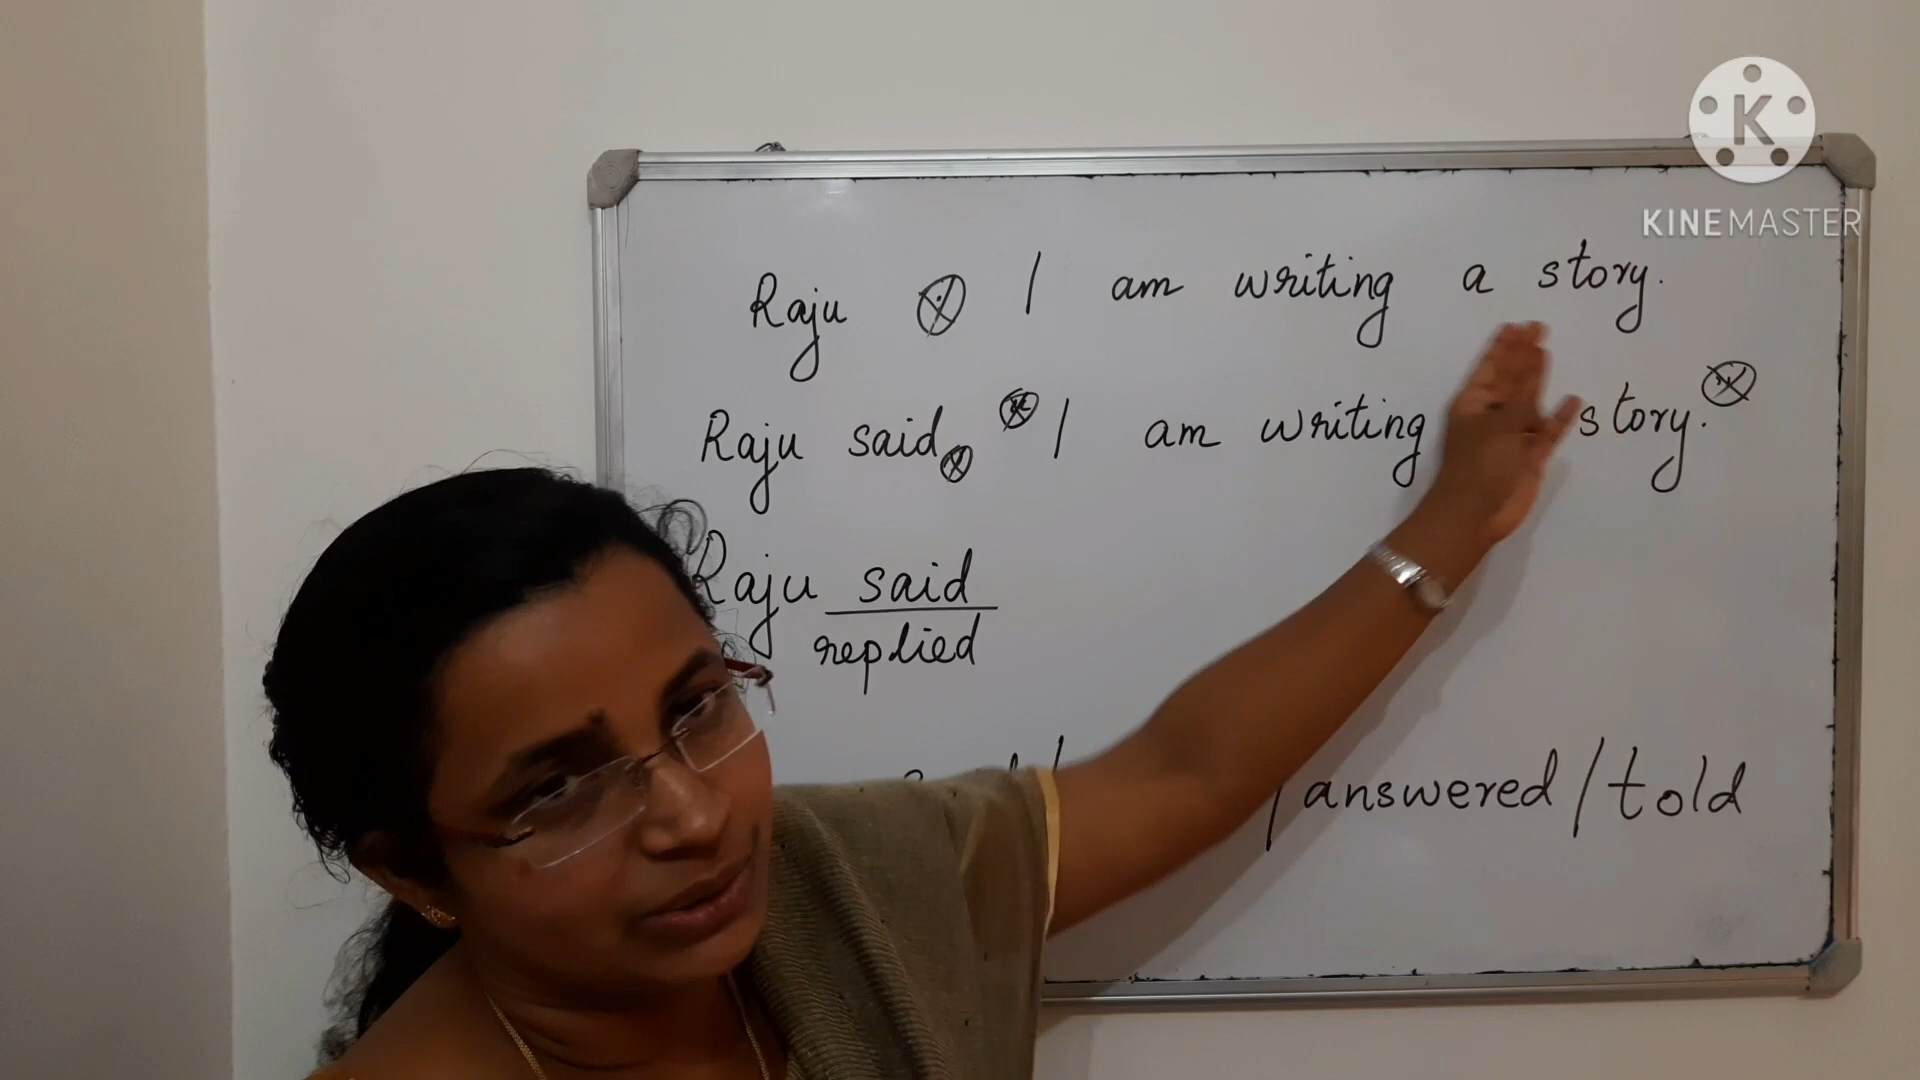 K
KINEMASTER
Raju : I am writing a story.
Raju said, " I am writing story. "
Raju said
replied
/ answered / told